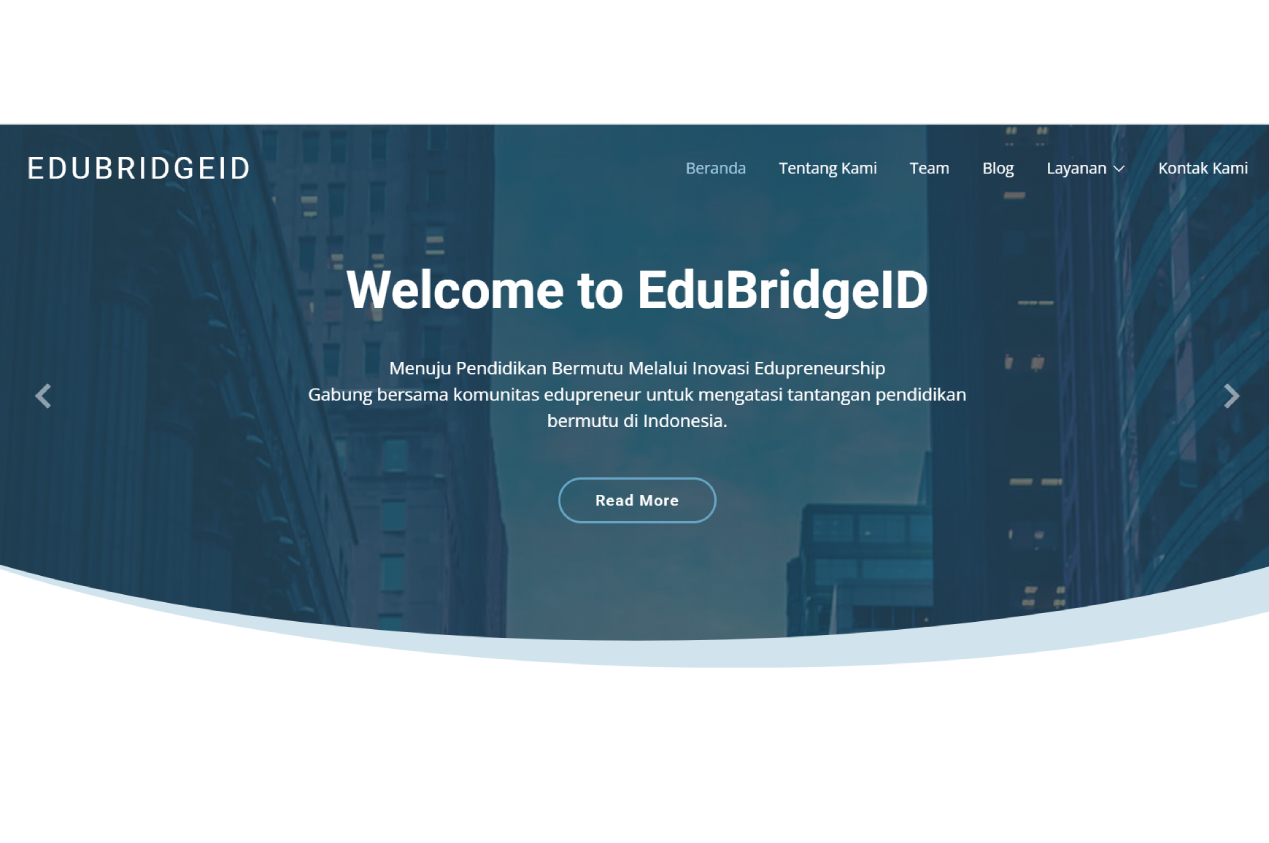 EDUBRIDGEID
Beranda Tentang Kami Team Blog Layanan Kontak Kami
Welcome to EduBridgeID
Menuju Pendidikan Bermutu Melalui Inovasi Edupreneurship
Gabung bersama komunitas edupreneur untuk mengatasi tantangan pendidikan
bermutu di Indonesia.
Read More